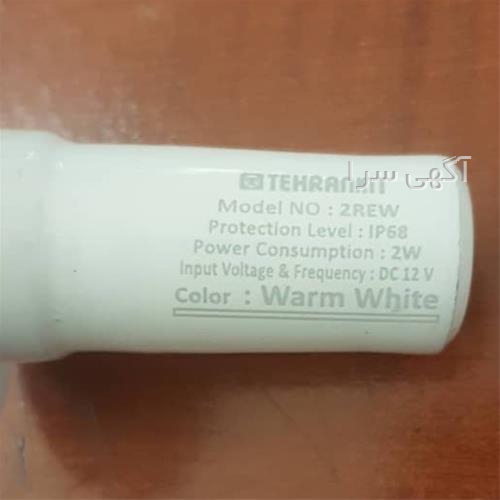 آگهی سرا
TEHRANKIT
Model NO : 2REW
Protection Level : IP68
Power Consumption : 2W
Input Voltage & Frequency : DC 12 V
Color : Warm White